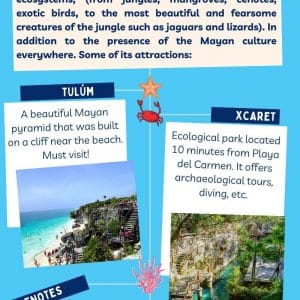 ecosystems, (from jungles, mangroves, cenotes,
exotic birds, to the most beautiful and fearsome
creatures of the jungle such as jaguars and lizards). In
addition to the presence of the Mayan culture
everywhere. Some of its attractions:
TULÚM
A beautiful Mayan
pyramid that was built
on a cliff near the beach.
Must visit!
XCARET
Ecological park located
10 minutes from Playa
del Carmen. It offers
archaeological tours,
diving, etc.
CENOTES